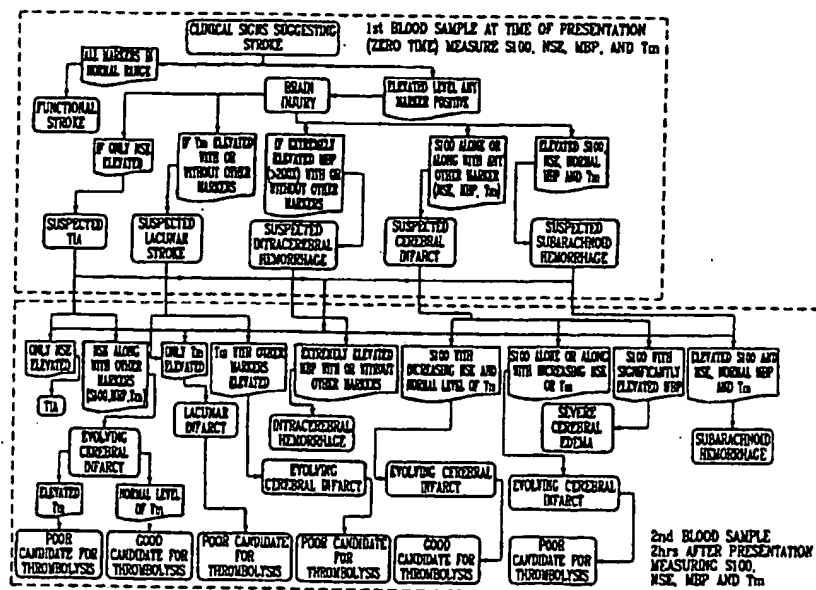 CLINICAL SIGNS SUGGESTING
STROKE
1st BLOOD SAMPLE AT TIME OF PRESENTATION
(ZERO TIME) MEASURE S100, NSE, MBP, AND Tm
ALL MARKERS IN
NORMAL RANGE
FUNCTIONAL
STROKE
BRAIN
INJURY
ELEVATED LEVEL ANY
MARKER POSITIVE
IF ONLY NSE
ELEVATED
IF Tm ELEVATED
WITH OR
WITHOUT OTHER
MARKERS
IF EXTREMELY
ELEVATED MBP
WITH OR
WITHOUT OTHER
MARKERS
S100 ALONE OR
ALONG WITH ANY
OTHER MARKER
(NSE, MBP, Tm)
ELEVATED S100,
NSE, NORMAL
MBP AND Tm
SUSPECTED
TIA
SUSPECTED
LACUNAR
STROKE
SUSPECTED
INTRACEREBRAL
HEMORRHAGE
SUSPECTED
CEREBRAL
INFARCT
SUSPECTED
SUBARACHNOID
HEMORRHAGE
ONLY NSE
ELEVATED
NSE ALONG
WITH OTHER
MARKERS
(S100,MBP,Tm)
ONLY Tm
ELEVATED
Tm WITH OTHER
MARKERS
ELEVATED
EXTREMELY ELEVATED
MBP WITH OR WITHOUT
OTHER MARKERS
S100 WITH
INCREASING NSE AND
NORMAL LEVEL OF Tm
S100 ALONE OR ALONG
WITH INCREASING NSE
OR Tm
S100 WITH
SIGNIFICANTLY
ELEVATED MBP
ELEVATED S100 AND
NSE, NORMAL MBP
AND Tm
TIA
LACUNAR
INFARCT
INTRACEREBRAL
HEMORRHAGE
SEVERE
CEREBRAL
EDEMA
SUBARACHNOID
HEMORRHAGE
EVOLVING
CEREBRAL
INFARCT
EVOLVING
CEREBRAL
INFARCT
EVOLVING CEREBRAL
INFARCT
EVOLVING CEREBRAL
INFARCT
ELEVATED
Tm
NORMAL LEVEL
OF Tm
POOR
CANDIDATE FOR
THROMBOLYSIS
GOOD
CANDIDATE FOR
THROMBOLYSIS
POOR
CANDIDATE FOR
THROMBOLYSIS
POOR
CANDIDATE FOR
THROMBOLYSIS
GOOD
CANDIDATE FOR
THROMBOLYSIS
POOR
CANDIDATE FOR
THROMBOLYSIS
2nd BLOOD SAMPLE
2hrs AFTER PRESENTATION
MEASURING S100,
NSE, MBP AND Tm